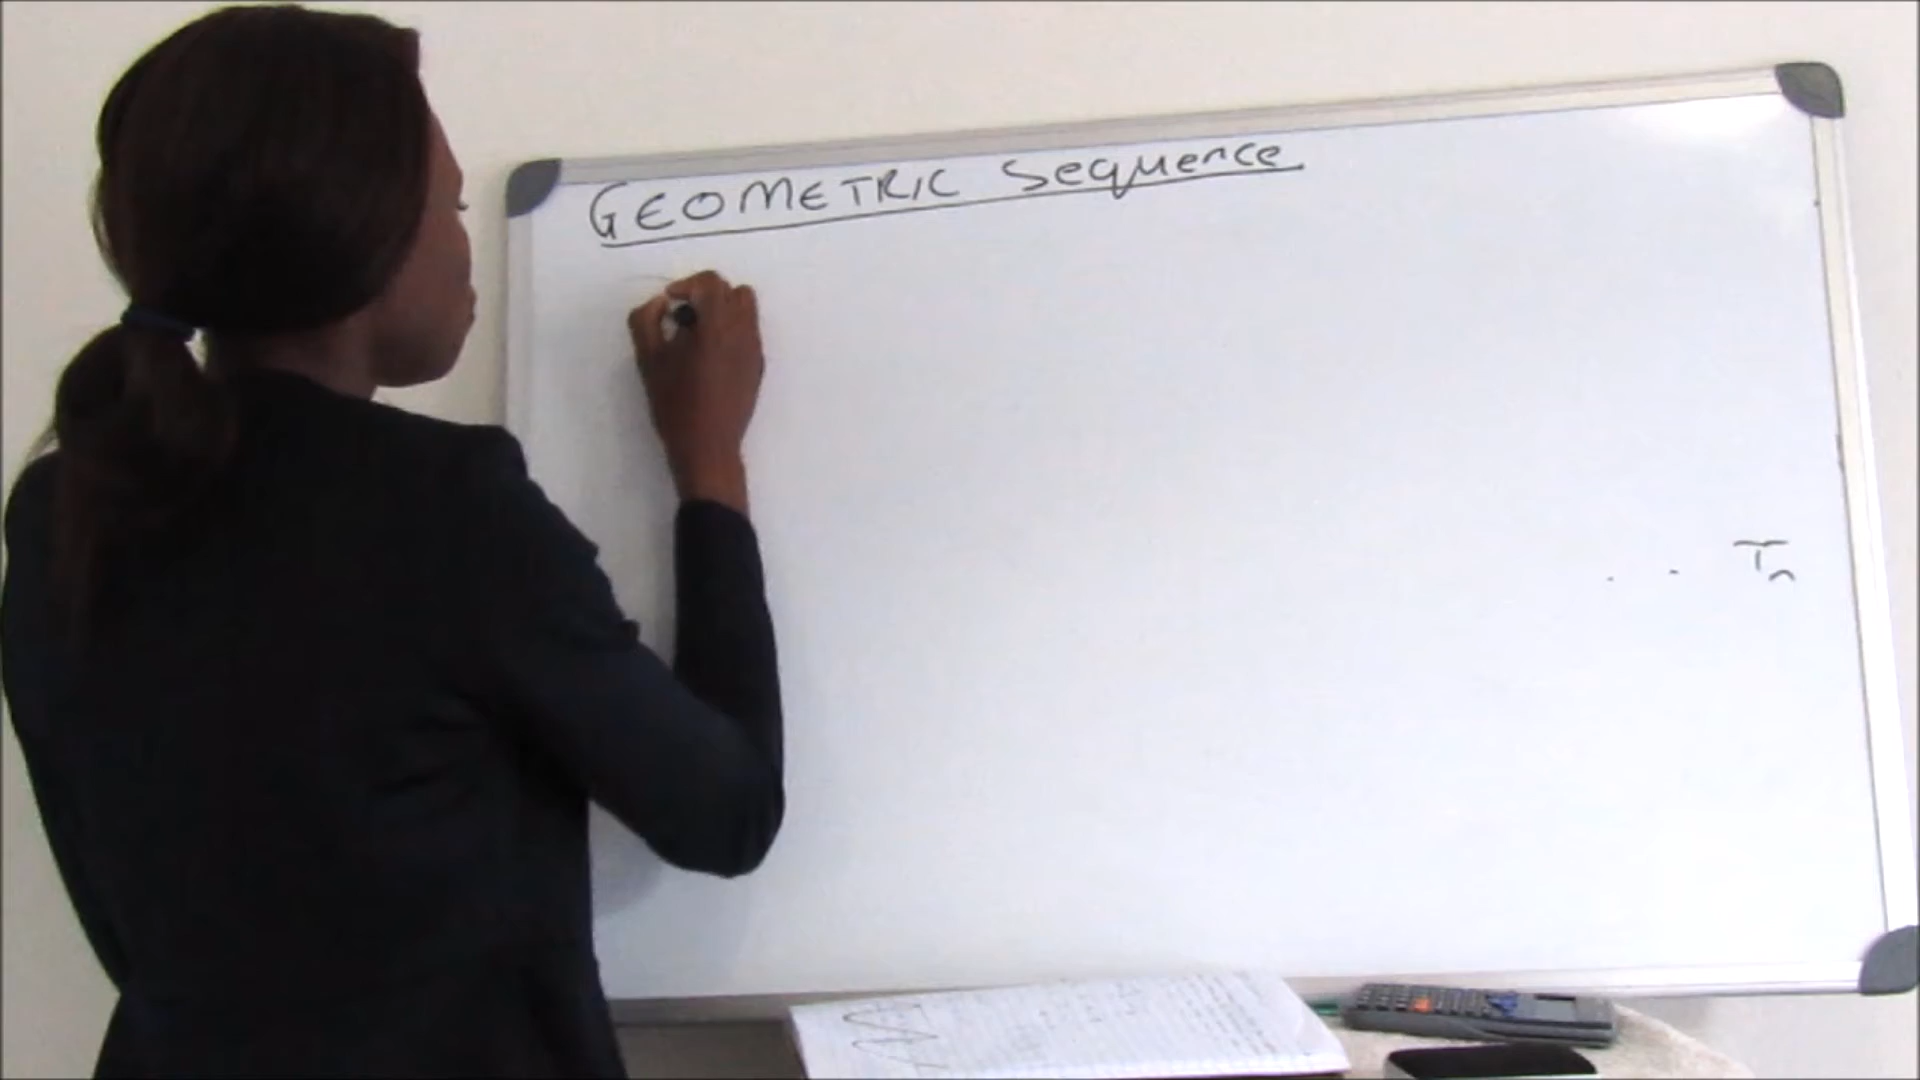 GEOMETRIC Sequence
. . Tn